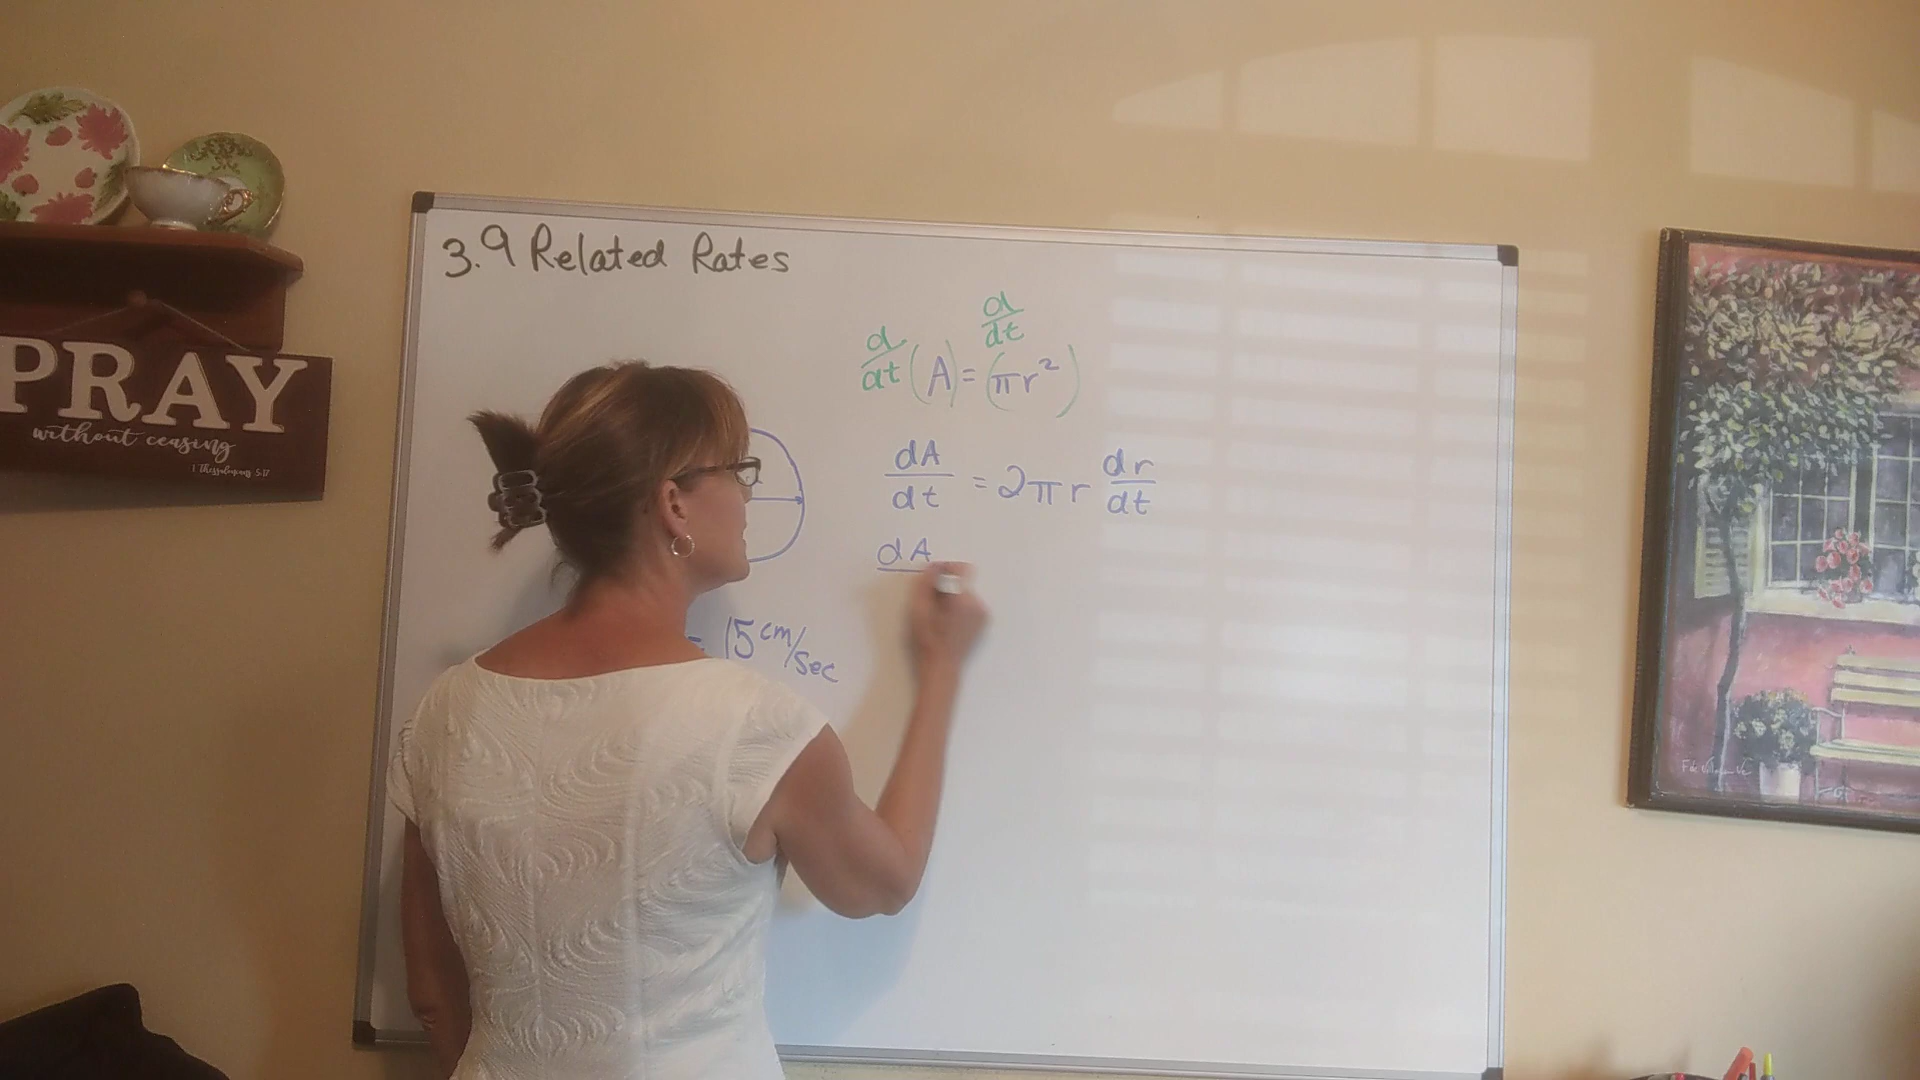 PRAY
without ceasing
1 Thessalonians 5:17
3.9 Related Rates
d/dt (A) = d/dt (πr²)
dA/dt = 2πr dr/dt
dA
= 15 cm/sec